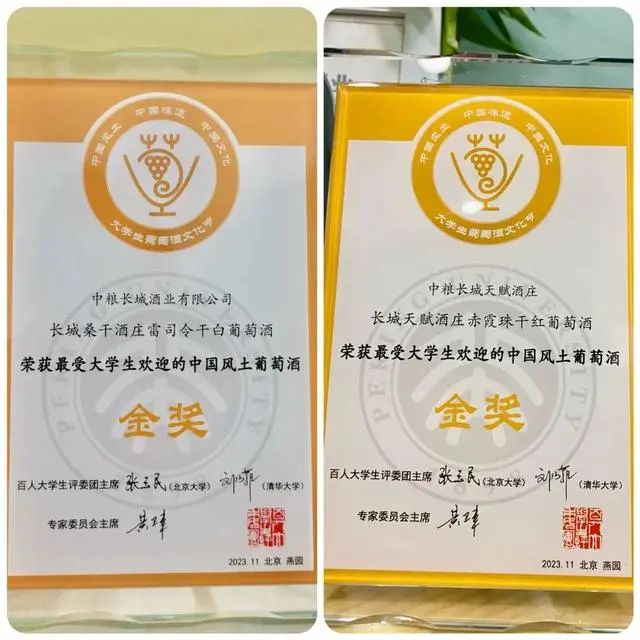 中国风土 中国味道 中国文化
大学生葡萄酒文化节
中粮长城酒业有限公司
长城桑干酒庄雷司令干白葡萄酒
荣获最受大学生欢迎的中国风土葡萄酒
金奖
百人大学生评委团主席 (北京大学) (清华大学)
专家委员会主席
2023.11 北京 燕园
中国风土 中国味道 中国文化
大学生葡萄酒文化节
中粮长城天赋酒庄
长城天赋酒庄赤霞珠干红葡萄酒
荣获最受大学生欢迎的中国风土葡萄酒
金奖
百人大学生评委团主席 (北京大学) (清华大学)
专家委员会主席
2023.11 北京 燕园